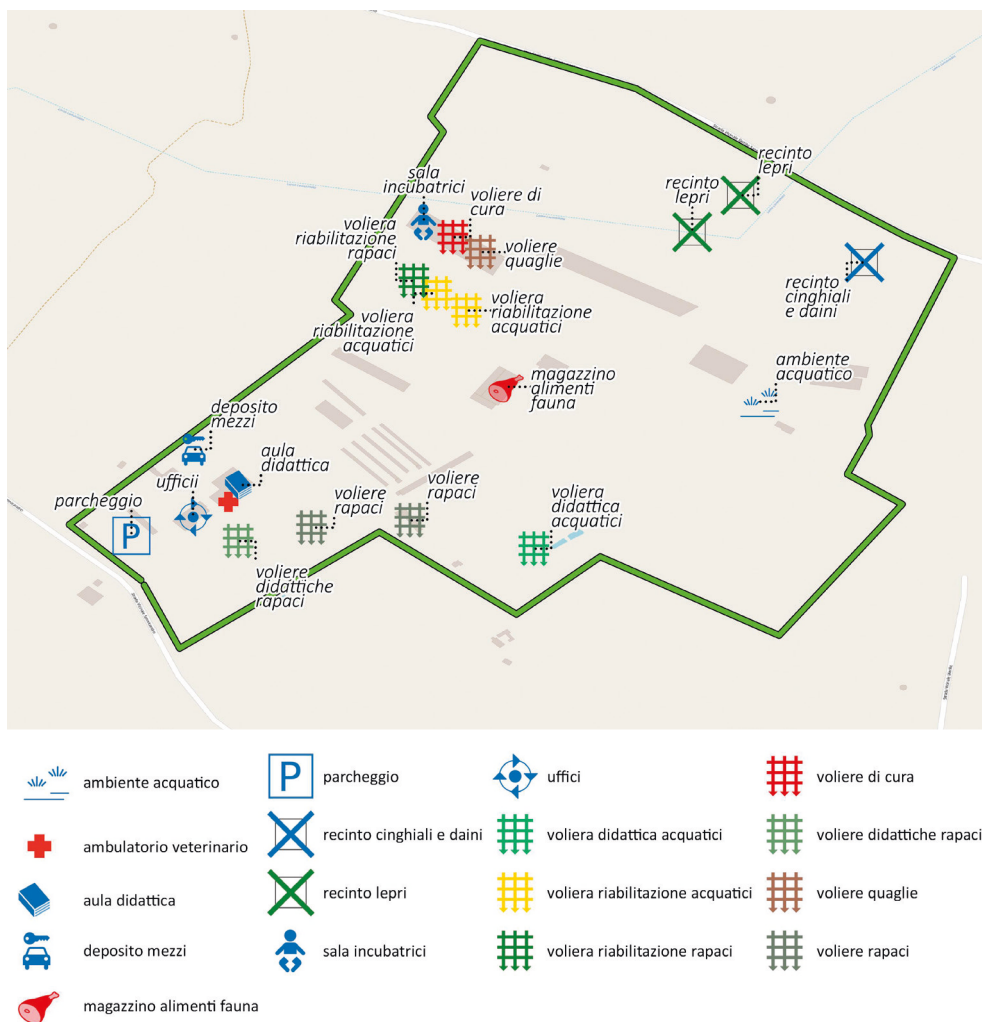 recinto
lepri
sala
incubatrici
voliere di
cura
recinto
lepri
voliera
riabilitazione
rapaci
voliere
quaglie
recinto
cinghiali
e daini
voliera
riabilitazione
acquatici
voliera
riabilitazione
acquatici
ambiente
acquatico
magazzino
alimenti
fauna
deposito
mezzi
aula
didattica
ufficii
parcheggio
P
voliere
rapaci
voliere
rapaci
voliera
didattica
acquatici
voliere
didattiche
rapaci
ambiente acquatico
ambulatorio veterinario
aula didattica
deposito mezzi
magazzino alimenti fauna
P
parcheggio
recinto cinghiali e daini
recinto lepri
sala incubatrici
uffici
voliera didattica acquatici
voliera riabilitazione acquatici
voliera riabilitazione rapaci
voliere di cura
voliere didattiche rapaci
voliere quaglie
voliere rapaci